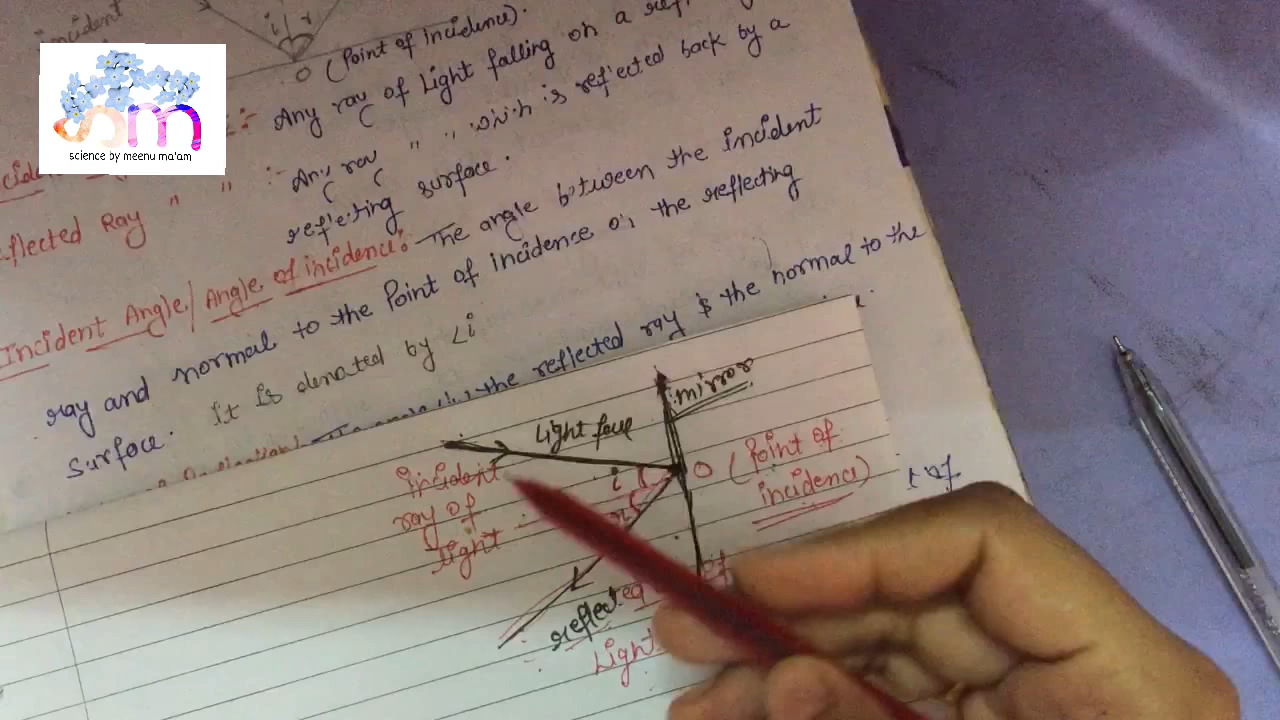 incident
i r
O (Point of incidence).
:- Any ray of Light falling on a
Reflected Ray " " :- Any ray " " which is reflected back by a
reflecting surface.
Incident Angle/Angle of incidence: The angle between the incident
ray and normal to the Point of incidence on the reflecting
surface. It is denoted by ∠i
the reflected ray & the normal to the
mirror
Light
O (Point of
incidence)
i
incident
ray of
light
reflected
Light
science by meenu ma'am